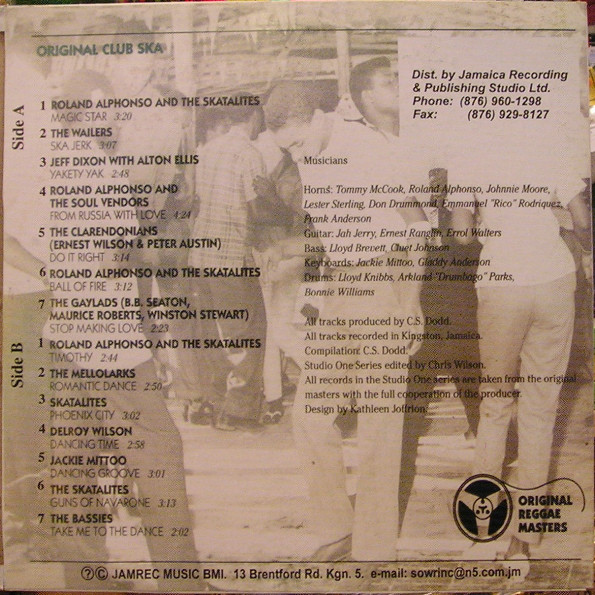 ORIGINAL CLUB SKA
Side A
1 ROLAND ALPHONSO AND THE SKATALITES
MAGIC STAR 3:20
2 THE WAILERS
SKA JERK 3:07
3 JEFF DIXON WITH ALTON ELLIS
YAKETY YAK 2:48
4 ROLAND ALPHONSO AND
THE SOUL VENDORS
FROM RUSSIA WITH LOVE 4:24
5 THE CLARENDONIANS
(ERNEST WILSON & PETER AUSTIN)
DO IT RIGHT 3:14
6 ROLAND ALPHONSO AND THE SKATALITES
BALL OF FIRE 3:12
7 THE GAYLADS (B.B. SEATON,
MAURICE ROBERTS, WINSTON STEWART)
STOP MAKING LOVE 2:23
Side B
1 ROLAND ALPHONSO AND THE SKATALITES
TIMOTHY 2:44
2 THE MELLOLARKS
ROMANTIC DANCE 2:50
3 SKATALITES
PHOENIX CITY 3:02
4 DELROY WILSON
DANCING TIME 2:58
5 JACKIE MITTOO
DANCING GROOVE 3:01
6 THE SKATALITES
GUNS OF NAVARONE 3:13
7 THE BASSIES
TAKE ME TO THE DANCE 2:02
Dist. by Jamaica Recording
& Publishing Studio Ltd.
Phone: (876) 960-1298
Fax: (876) 929-8127
Musicians
Horns: Tommy McCook, Roland Alphonso, Johnnie Moore,
Lester Sterling, Don Drummond, Emmanuel "Rico" Rodriquez,
Frank Anderson
Guitar: Jah Jerry, Ernest Ranglin, Errol Walters
Bass: Lloyd Brevett, Cluet Johnson
Keyboards: Jackie Mittoo, Gladdy Anderson
Drums: Lloyd Knibbs, Arkland "Drumbago" Parks,
Bonnie Williams
All tracks produced by C.S. Dodd.
All tracks recorded in Kingston, Jamaica.
Compilation: C.S. Dodd.
Studio One Series edited by Chris Wilson.
All records in the Studio One series are taken from the original
masters with the full cooperation of the producer.
Design by Kathleen Joffrion.
ORIGINAL
REGGAE
MASTERS
Ⓟ© JAMREC MUSIC BMI. 13 Brentford Rd. Kgn. 5. e-mail: sowrinc@n5.com.jm